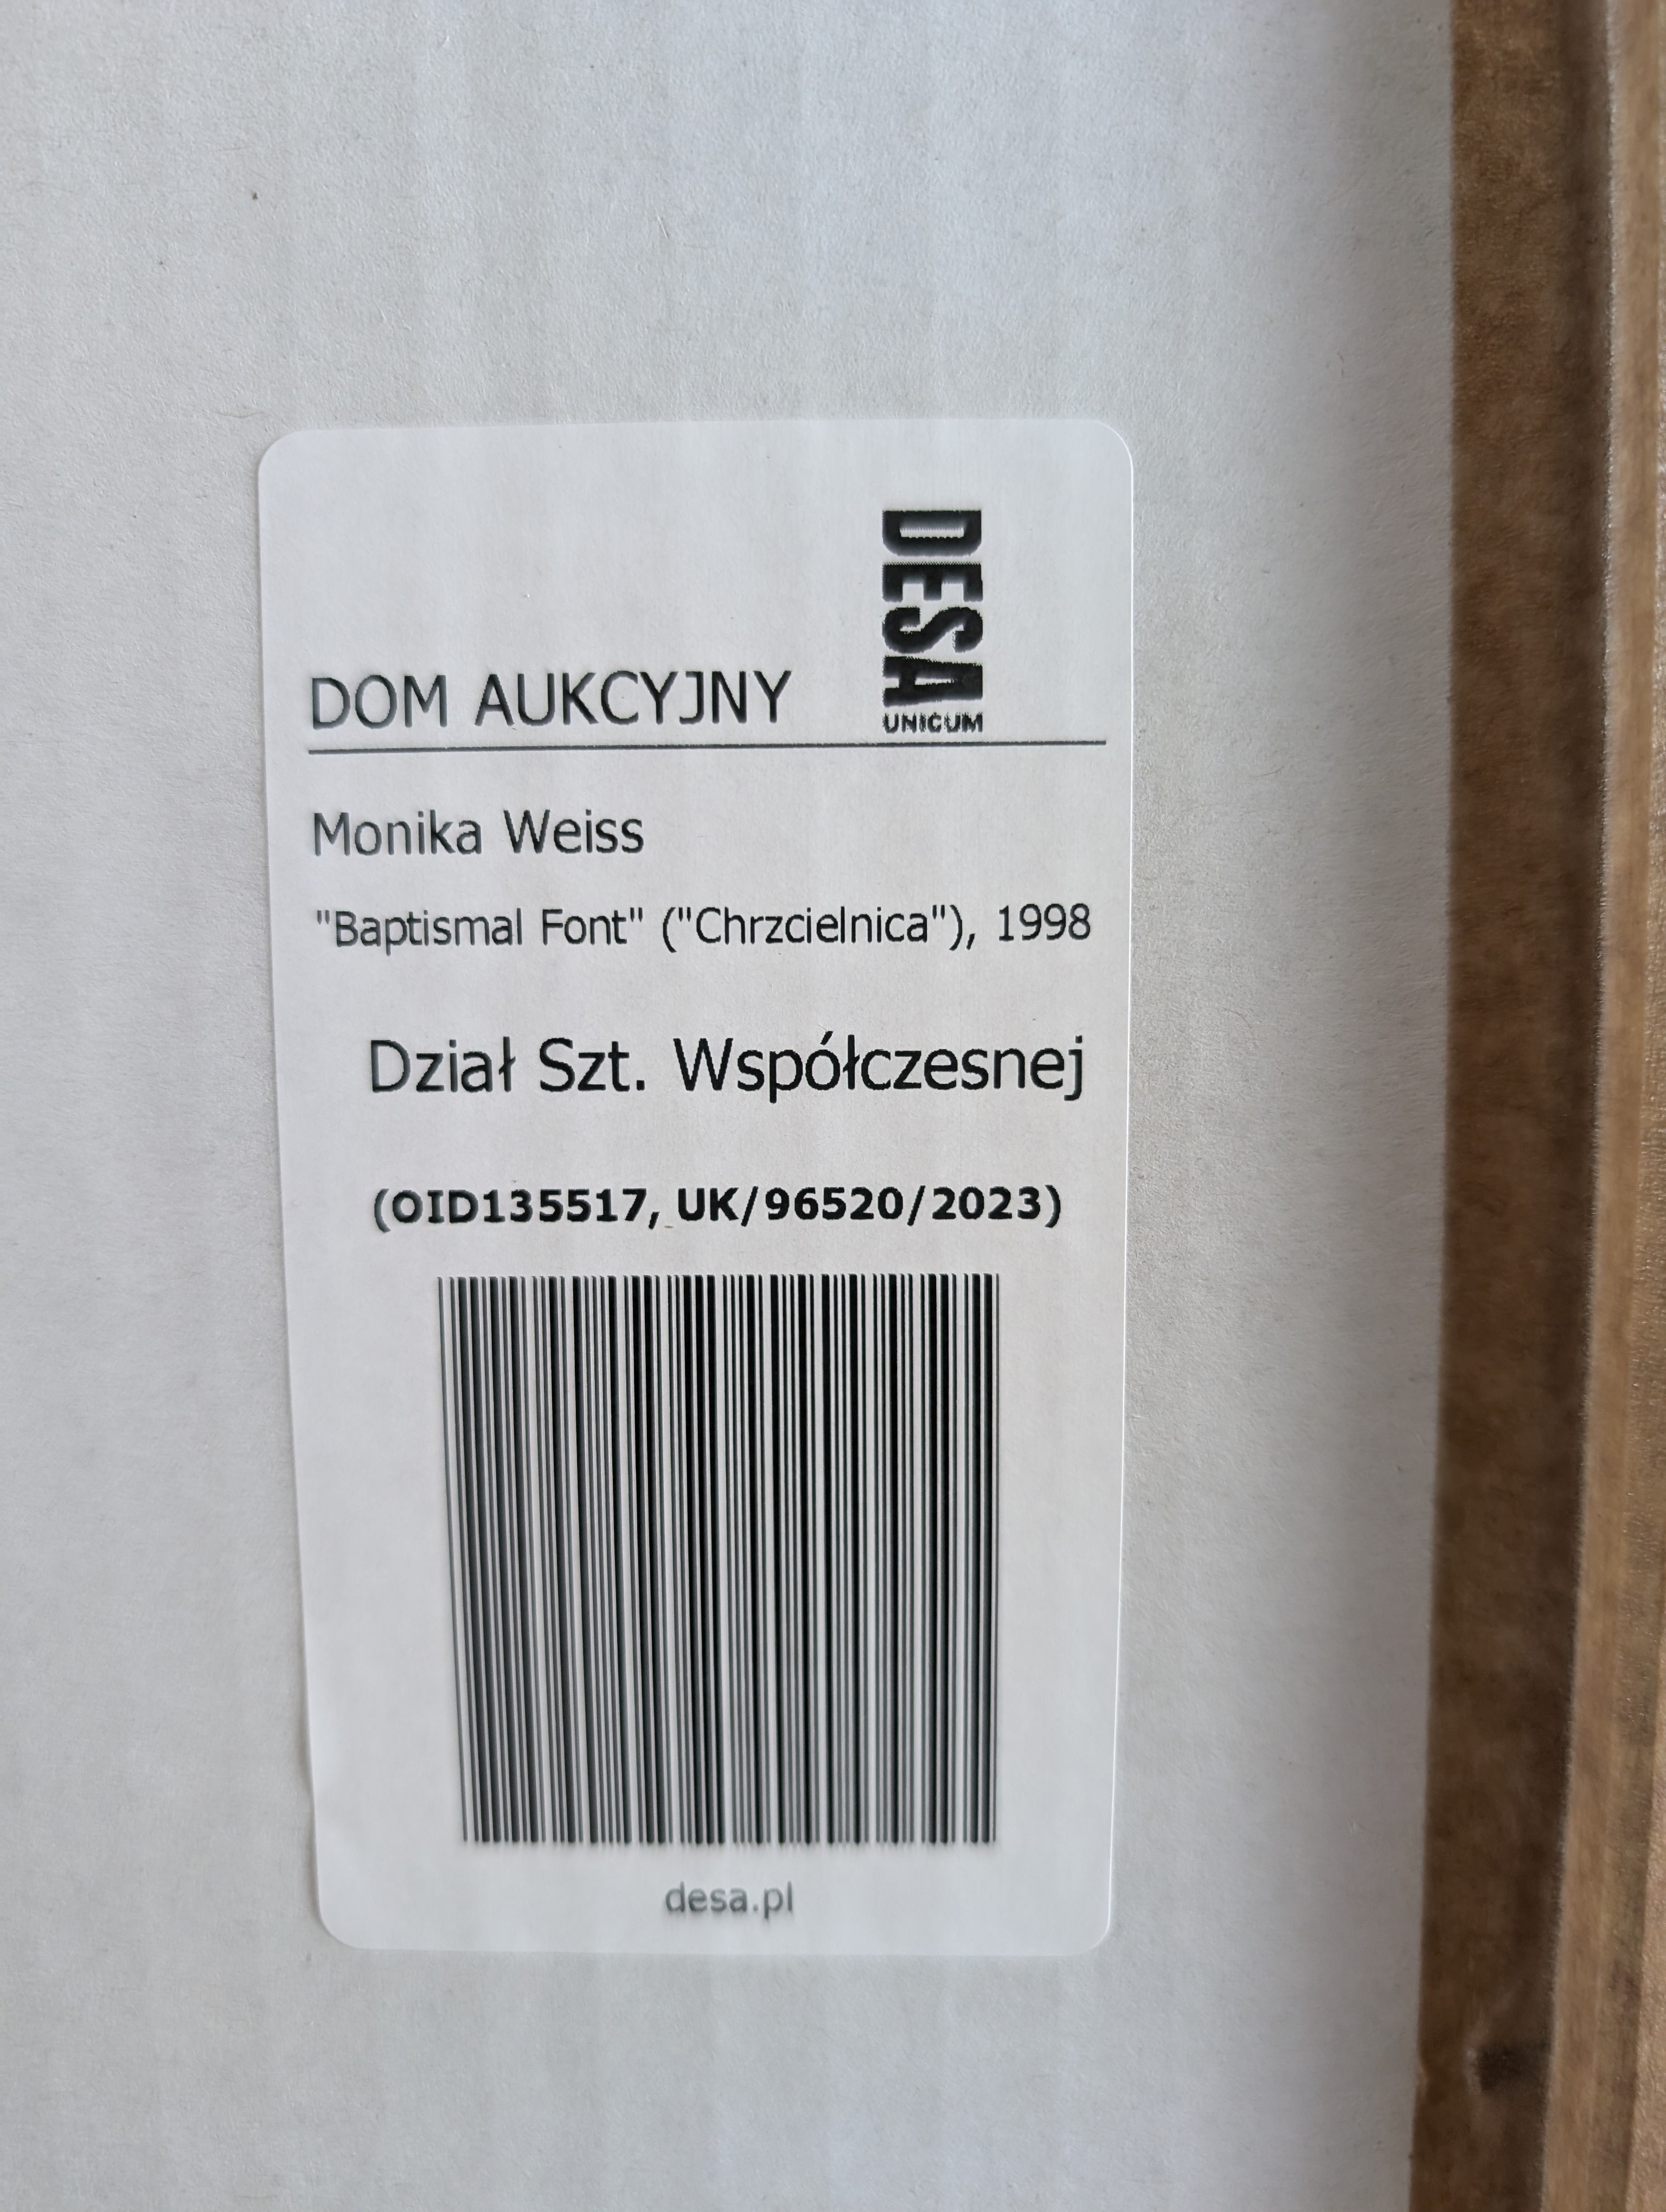 DESA
UNICUM
DOM AUKCYJNY
Monika Weiss
"Baptismal Font" ("Chrzcielnica"), 1998
Dział Szt. Współczesnej
(OID135517, UK/96520/2023)
desa.pl